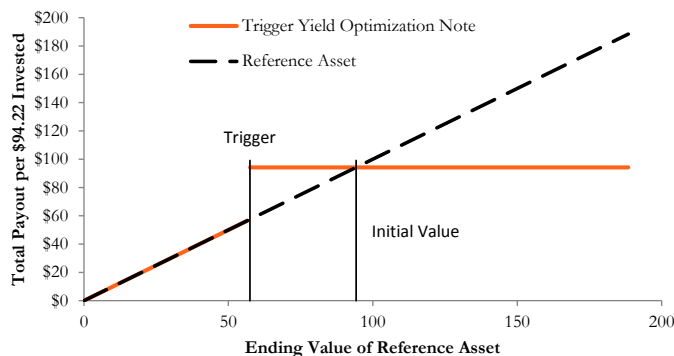 $200
$180
$160
$140
$120
$100
$80
$60
$40
$20
$0
Total Payout per $94.22 Invested
Trigger Yield Optimization Note
Reference Asset
Trigger
Initial Value
0 50 100 150 200
Ending Value of Reference Asset